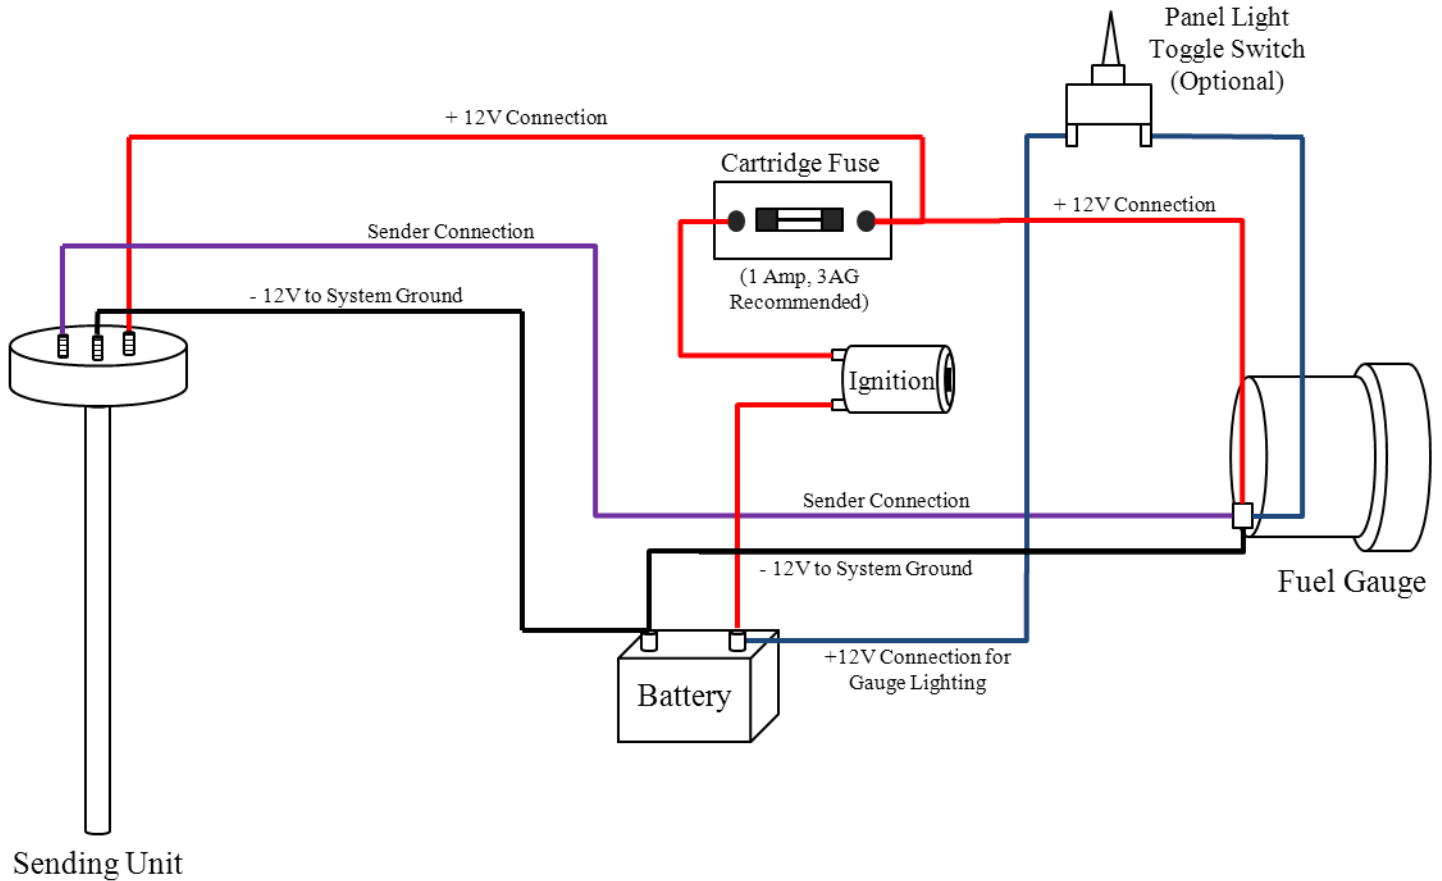 Panel Light
Toggle Switch
(Optional)
+ 12V Connection
Cartridge Fuse
+ 12V Connection
Sender Connection
(1 Amp, 3AG
Recommended)
- 12V to System Ground
Ignition
Sender Connection
- 12V to System Ground
Fuel Gauge
+12V Connection for
Gauge Lighting
Battery
Sending Unit